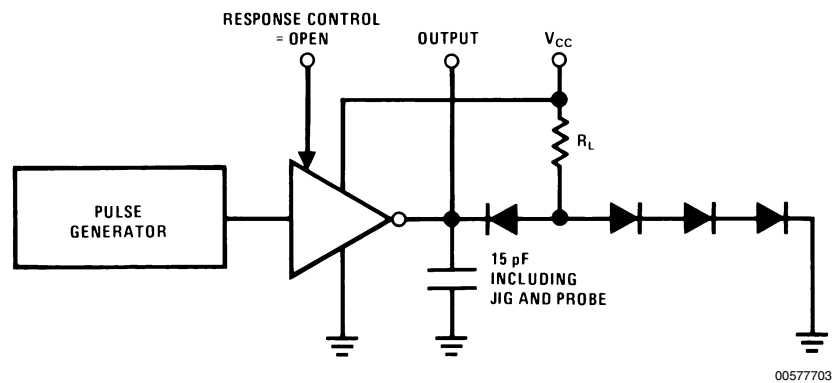 RESPONSE CONTROL
= OPEN
OUTPUT
VCC
RL
PULSE
GENERATOR
15 pF
INCLUDING
JIG AND PROBE
00577703